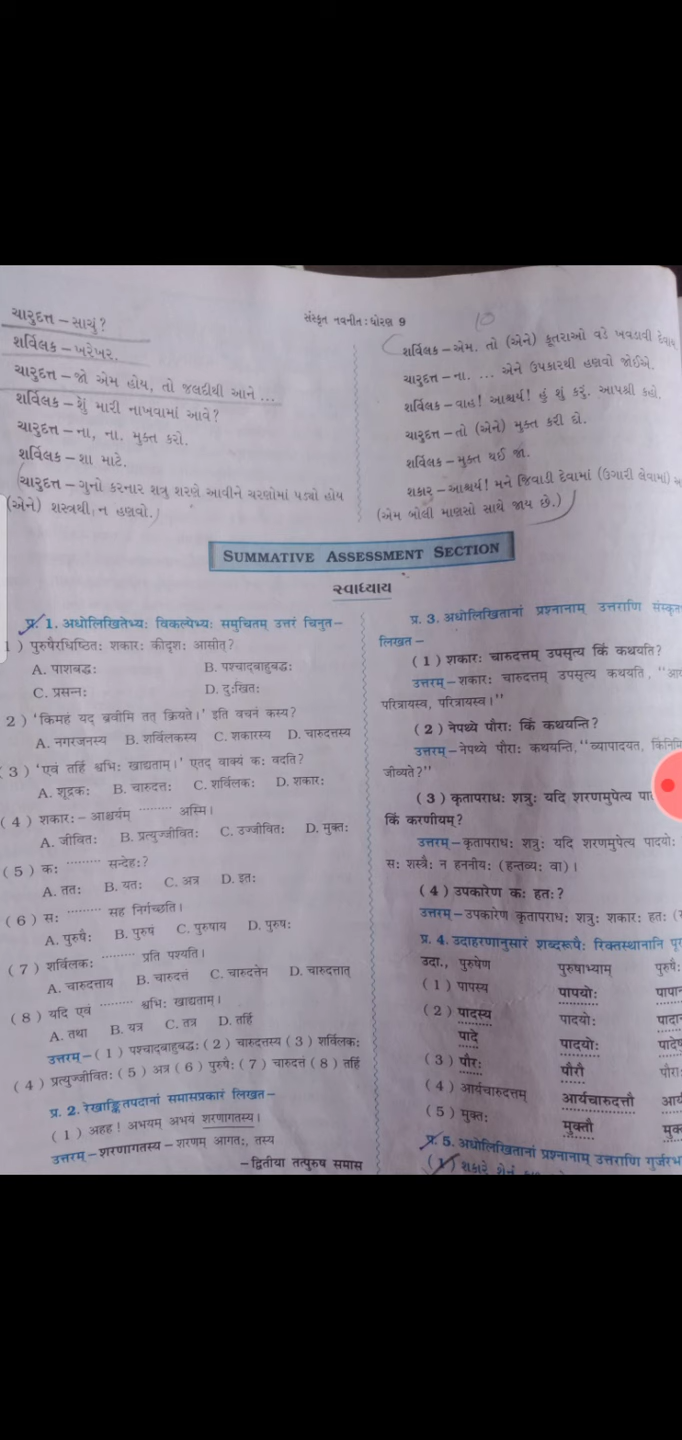 સંસ્કૃત નવનીત : ધોરણ 9
10
ચારુદત્ત – સાચું?
શર્વિલક – ખરેખર.
ચારુદત્ત – જો એમ હોય, તો જલદીથી આને ...
શર્વિલક – શું મારી નાખવામાં આવે?
ચારુદત્ત – ના, ના. મુક્ત કરો.
શર્વિલક – શા માટે.
(ચારુદત્ત – ગુનો કરનાર શત્રુ શરણે આવીને ચરણોમાં પડ્યો હોય
(એને) શસ્ત્રથી ન હણવો.)
શર્વિલક – એમ. તો (એને) કૂતરાઓ વડે ખવડાવી દેવાય
ચારુદત્ત – ના. ... એને ઉપકારથી હણવો જોઈએ.
શર્વિલક – વાહ! આશ્ચર્ય! હું શું કરું. આપશ્રી કહો.
ચારુદત્ત – તો (એને) મુક્ત કરી દો.
શર્વિલક – મુક્ત થઈ જા.
શકાર – આશ્ચર્ય! મને જિવાડી દેવામાં (ઉગારી લેવામાં)
(એમ બોલી માણસો સાથે જાય છે.)
SUMMATIVE ASSESSMENT SECTION
સ્વાધ્યાય
प्र. 1. अधोलिखितेभ्यः विकल्पेभ्यः समुचितम् उत्तरं चिनुत–
) पुरुषैरधिष्ठितः शकारः कीदृशः आसीत्?
A. पाशबद्धः B. पश्चादबाहुबद्धः
C. प्रसन्नः D. दुःखितः
2 ) 'किमहं यद् ब्रवीमि तत् क्रियते।' इति वचनं कस्य?
A. नगरजनस्य B. शर्विलकस्य C. शकारस्य D. चारुदत्तस्य
( 3 ) 'एवं तर्हि श्वभिः खाद्यताम्।' एतद् वाक्यं कः वदति?
A. शूद्रकः B. चारुदत्तः C. शर्विलकः D. शकारः
( 4 ) शकारः – आश्चर्यम् ......... अस्मि।
A. जीवितः B. प्रत्युज्जीवितः C. उज्जीवितः D. मुक्तः
( 5 ) कः ......... सन्देहः?
A. ततः B. यतः C. अत्र D. इतः
( 6 ) सः ......... सह निर्गच्छति।
A. पुरुषैः B. पुरुष C. पुरुषाय D. पुरुषः
( 7 ) शर्विलकः ......... प्रति पश्यति।
A. चारुदत्ताय B. चारुदत्तं C. चारुदत्तेन D. चारुदत्तात्
( 8 ) यदि एवं ......... श्वभिः खाद्यताम्।
A. तथा B. यत्र C. तत्र D. तर्हि
उत्तरम् – ( 1 ) पश्चादबाहुबद्धः ( 2 ) चारुदत्तस्य ( 3 ) शर्विलकः
( 4 ) प्रत्युज्जीवितः ( 5 ) अत्र ( 6 ) पुरुषैः ( 7 ) चारुदत्तं ( 8 ) तर्हि
प्र. 2. रेखाङ्कितपदानां समासप्रकारं लिखत–
( 1 ) अहह ! अभयम् अभयं शरणागतस्य।
उत्तरम् – शरणागतस्य – शरणम् आगतः, तस्य
– द्वितीया तत्पुरुष समास
प्र. 3. अधोलिखितानां प्रश्नानाम् उत्तराणि
लिखत –
( 1 ) शकारः चारुदत्तम् उपसृत्य किं कथयति?
उत्तरम् – शकारः चारुदत्तम् उपसृत्य कथयति, "
परित्रायस्व, परित्रायस्व।"
( 2 ) नेपथ्ये पौराः किं कथयन्ति?
उत्तरम् – नेपथ्ये पौराः कथयन्ति, "व्यापादयत,
जीव्यते?"
( 3 ) कृतापराधः शत्रुः यदि शरणमुपेत्य
किं करणीयम्?
उत्तरम् – कृतापराधः शत्रुः यदि शरणमुपेत्य पादयोः
सः शस्त्रैः न हननीयः (हन्तव्यः वा)।
( 4 ) उपकारेण कः हतः?
उत्तरम् – उपकारेण कृतापराधः शत्रुः शकारः हतः
प्र. 4. उदाहरणानुसारं शब्दरूपैः रिक्तस्थानानि
उदा., पुरुषेण पुरुषाभ्याम् पुरुषैः
( 1 ) पापस्य पापयोः
( 2 ) पादस्य पादयोः
पादे पादयोः
( 3 ) पौरः पौरौ पौराः
( 4 ) आर्यचारुदत्तम् आर्यचारुदत्तौ
( 5 ) मुक्तः मुक्तौ
प्र. 5. अधोलिखितानां प्रश्नानाम् उत्तराणि